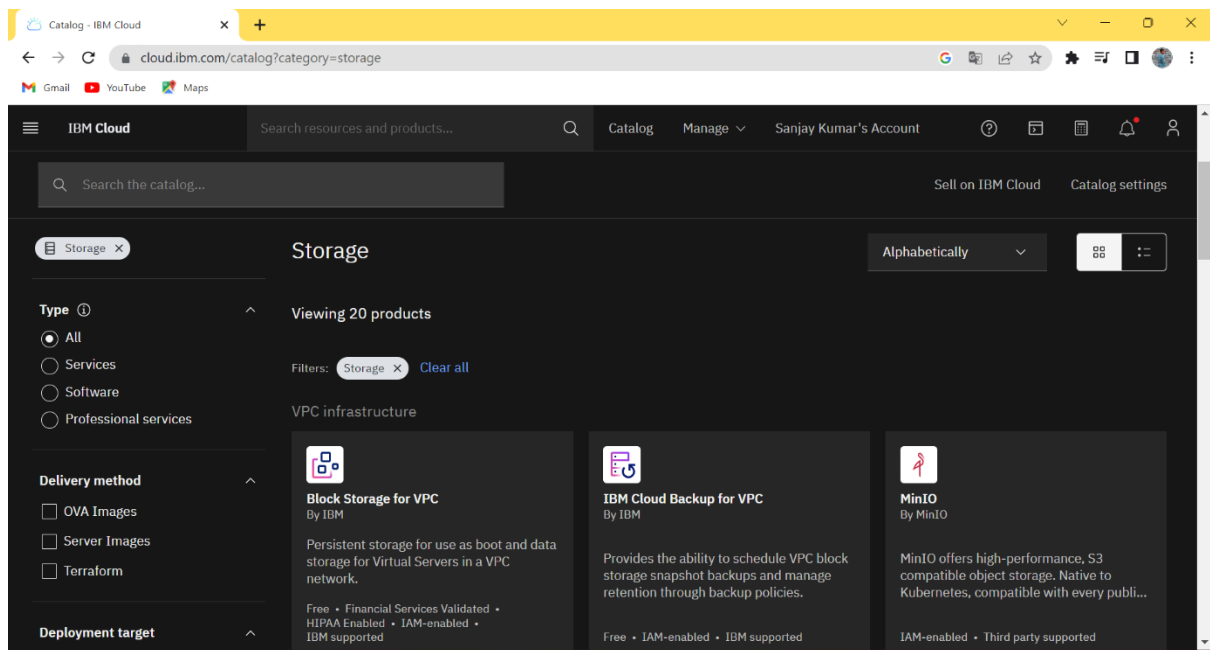 Catalog - IBM Cloud
cloud.ibm.com/catalog?category=storage
Gmail YouTube Maps
IBM Cloud Search resources and products... Catalog Manage Sanjay Kumar's Account
Search the catalog... Sell on IBM Cloud Catalog settings
Storage
Storage
Alphabetically
Type
All
Services
Software
Professional services
Delivery method
OVA Images
Server Images
Terraform
Deployment target
Viewing 20 products
Filters: Storage Clear all
VPC infrastructure
Block Storage for VPC
By IBM
Persistent storage for use as boot and data
storage for Virtual Servers in a VPC
network.
Free • Financial Services Validated •
HIPAA Enabled • IAM-enabled •
IBM supported
IBM Cloud Backup for VPC
By IBM
Provides the ability to schedule VPC block
storage snapshot backups and manage
retention through backup policies.
Free • IAM-enabled • IBM supported
MinIO
By MinIO
MinIO offers high-performance, S3
compatible object storage. Native to
Kubernetes, compatible with every publi...
IAM-enabled • Third party supported